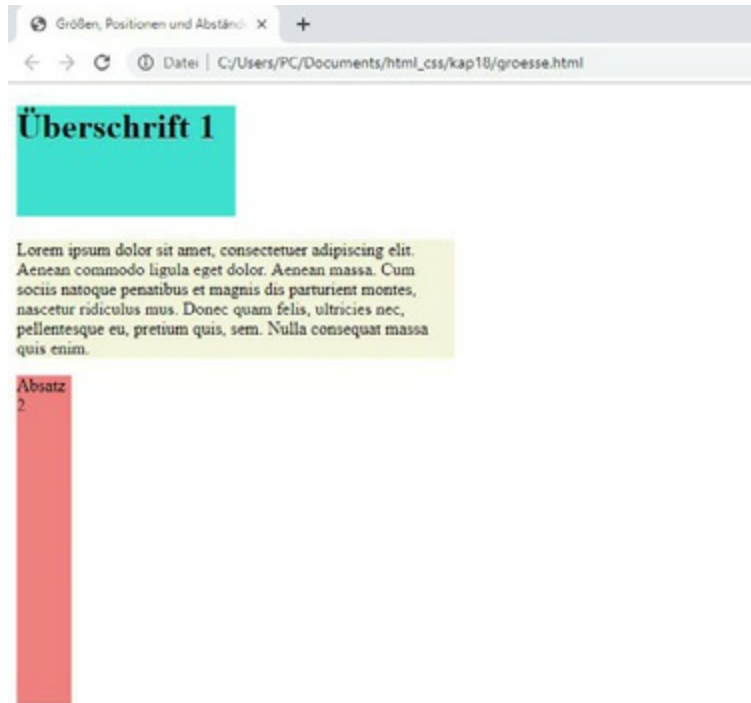 Größen, Positionen und Abstände
Datei | C:/Users/PC/Documents/html_css/kap18/groesse.html
Überschrift 1
Lorem ipsum dolor sit amet, consectetuer adipiscing elit.
Aenean commodo ligula eget dolor. Aenean massa. Cum
sociis natoque penatibus et magnis dis parturient montes,
nascetur ridiculus mus. Donec quam felis, ultricies nec,
pellentesque eu, pretium quis, sem. Nulla consequat massa
quis enim.
Absatz
2